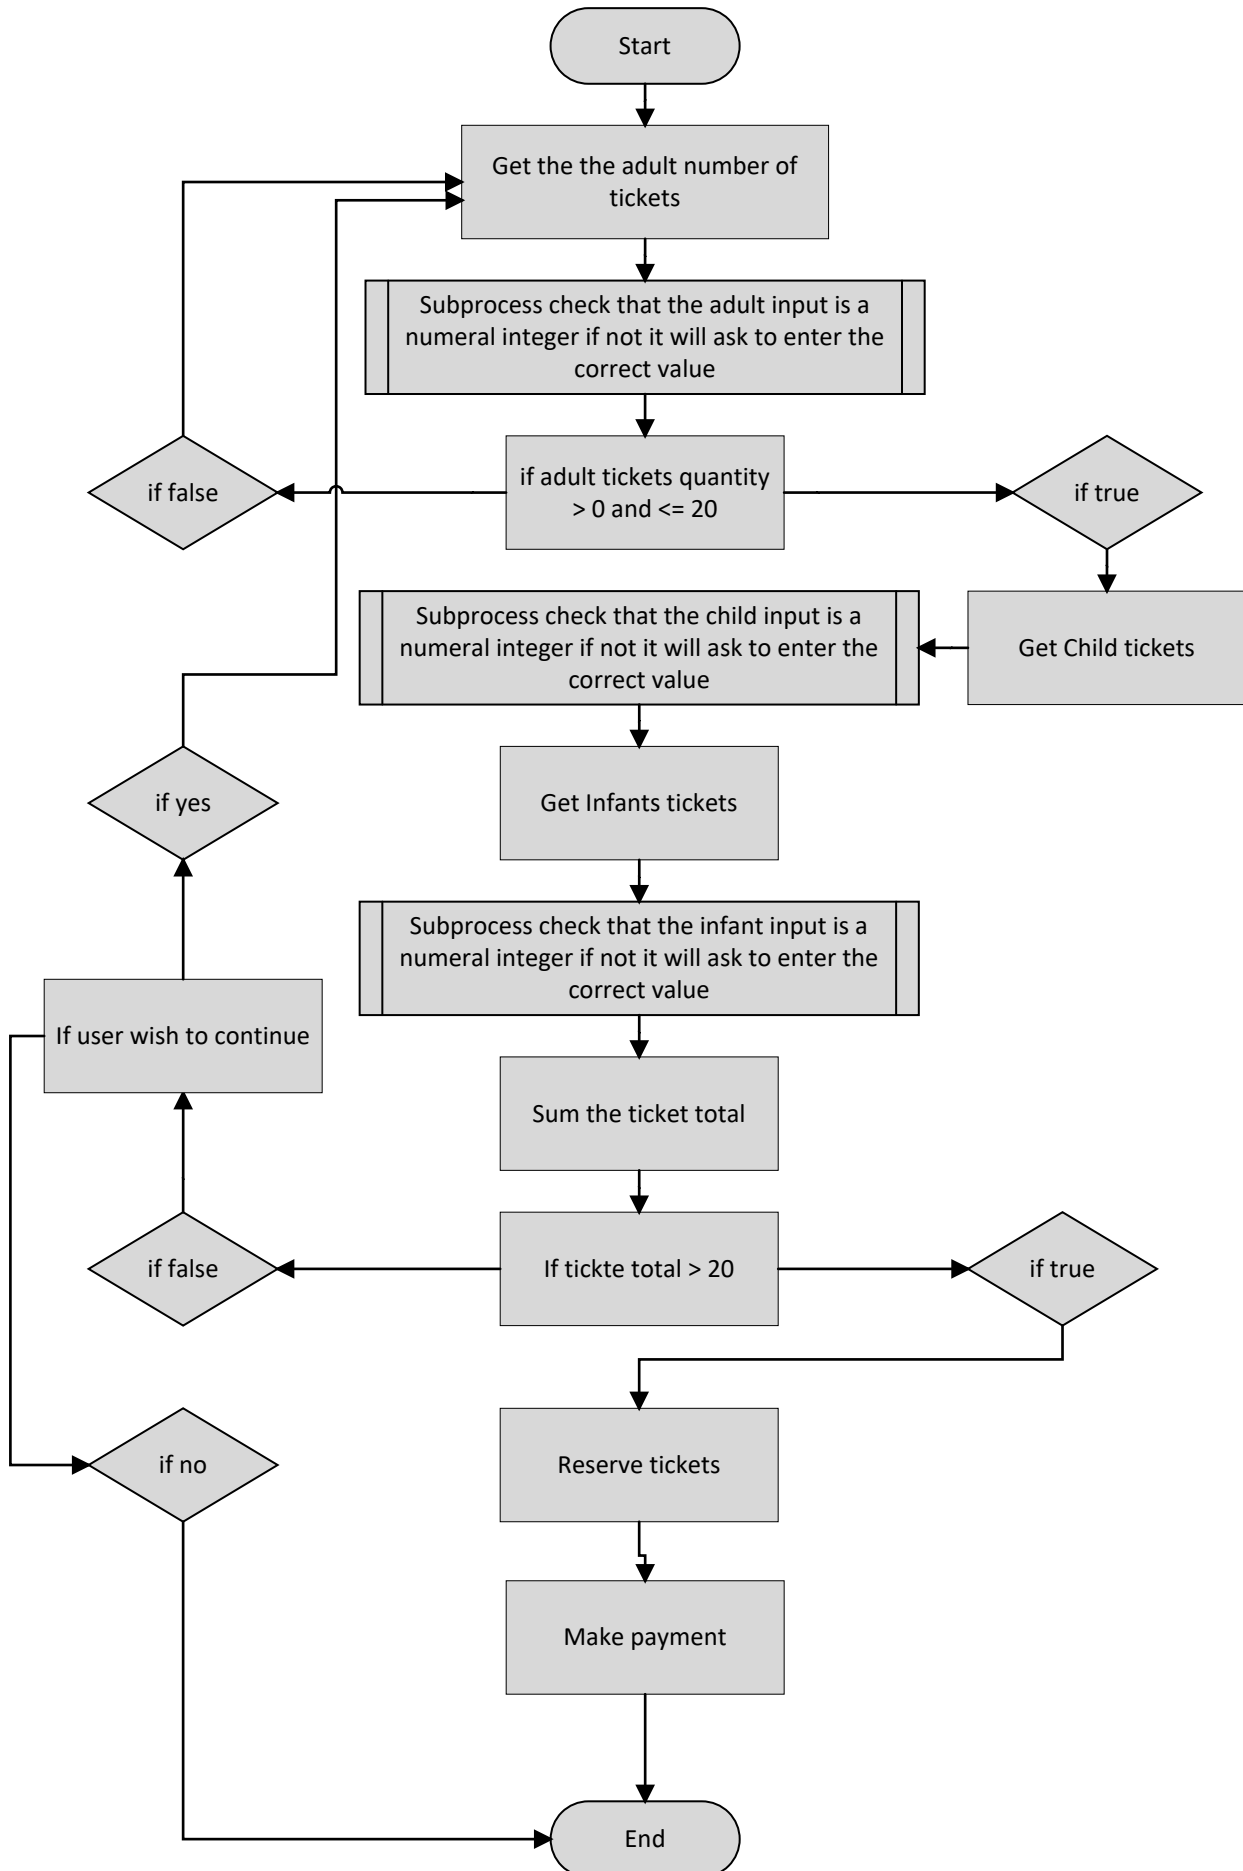 Start
Get the the adult number of
tickets
Subprocess check that the adult input is a
numeral integer if not it will ask to enter the
correct value
if false
if adult tickets quantity
> 0 and <= 20
if true
Subprocess check that the child input is a
numeral integer if not it will ask to enter the
correct value
Get Child tickets
if yes
Get Infants tickets
Subprocess check that the infant input is a
numeral integer if not it will ask to enter the
correct value
If user wish to continue
Sum the ticket total
if false
If tickte total > 20
if true
if no
Reserve tickets
Make payment
End